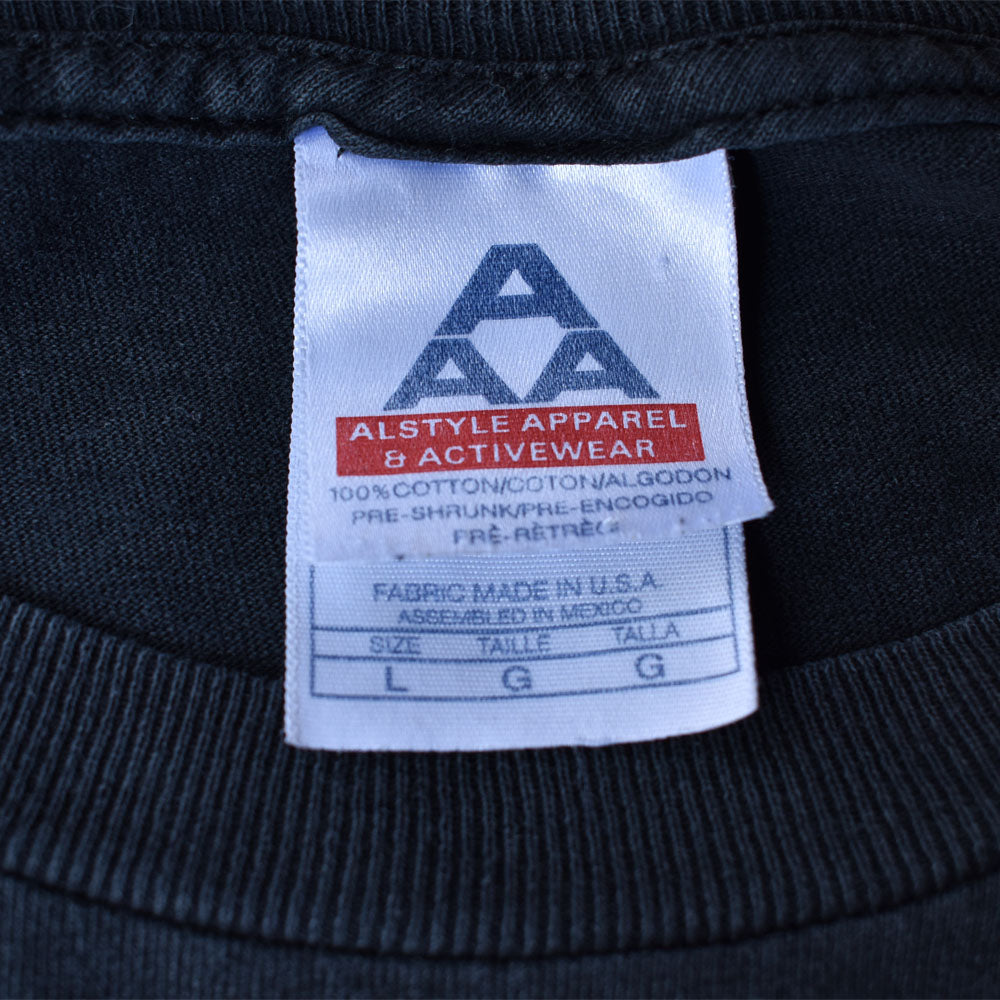 A
AA
ALSTYLE APPAREL
& ACTIVEWEAR
100% COTTON/COTON/ALGODON
PRE-SHRUNK/PRE-ENCOGIDO
FABRIC MADE IN U.S.A.
ASSEMBLED IN MEXICO
SIZE TAILLE TALLA
L G G